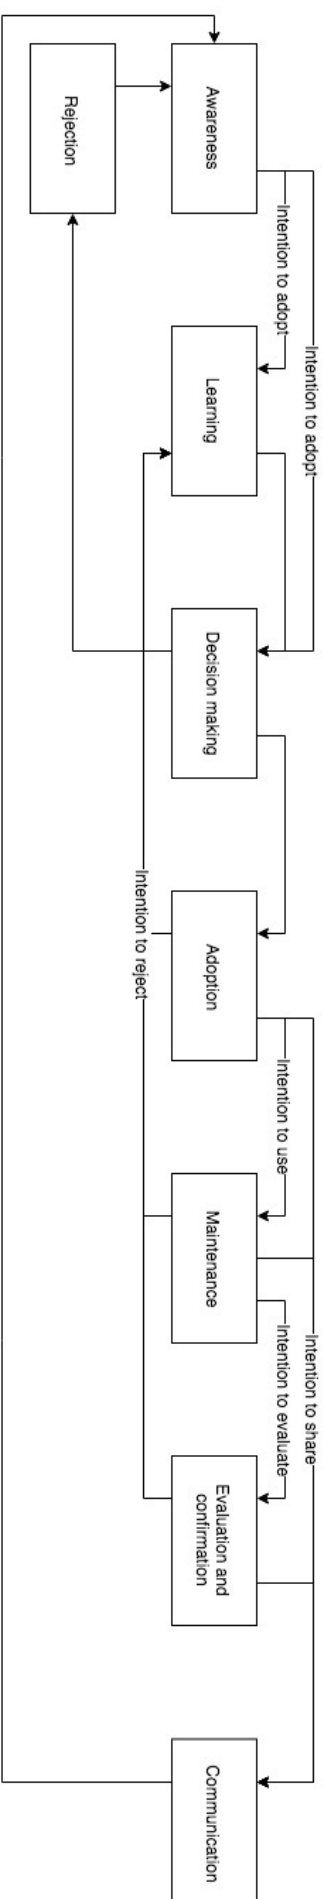 Intention to adopt
Intention to share
Intention to adopt
Intention to use
Intention to evaluate
Awareness
Learning
Decision making
Adoption
Maintenance
Evaluation and
confirmation
Communication
Intention to reject
Rejection